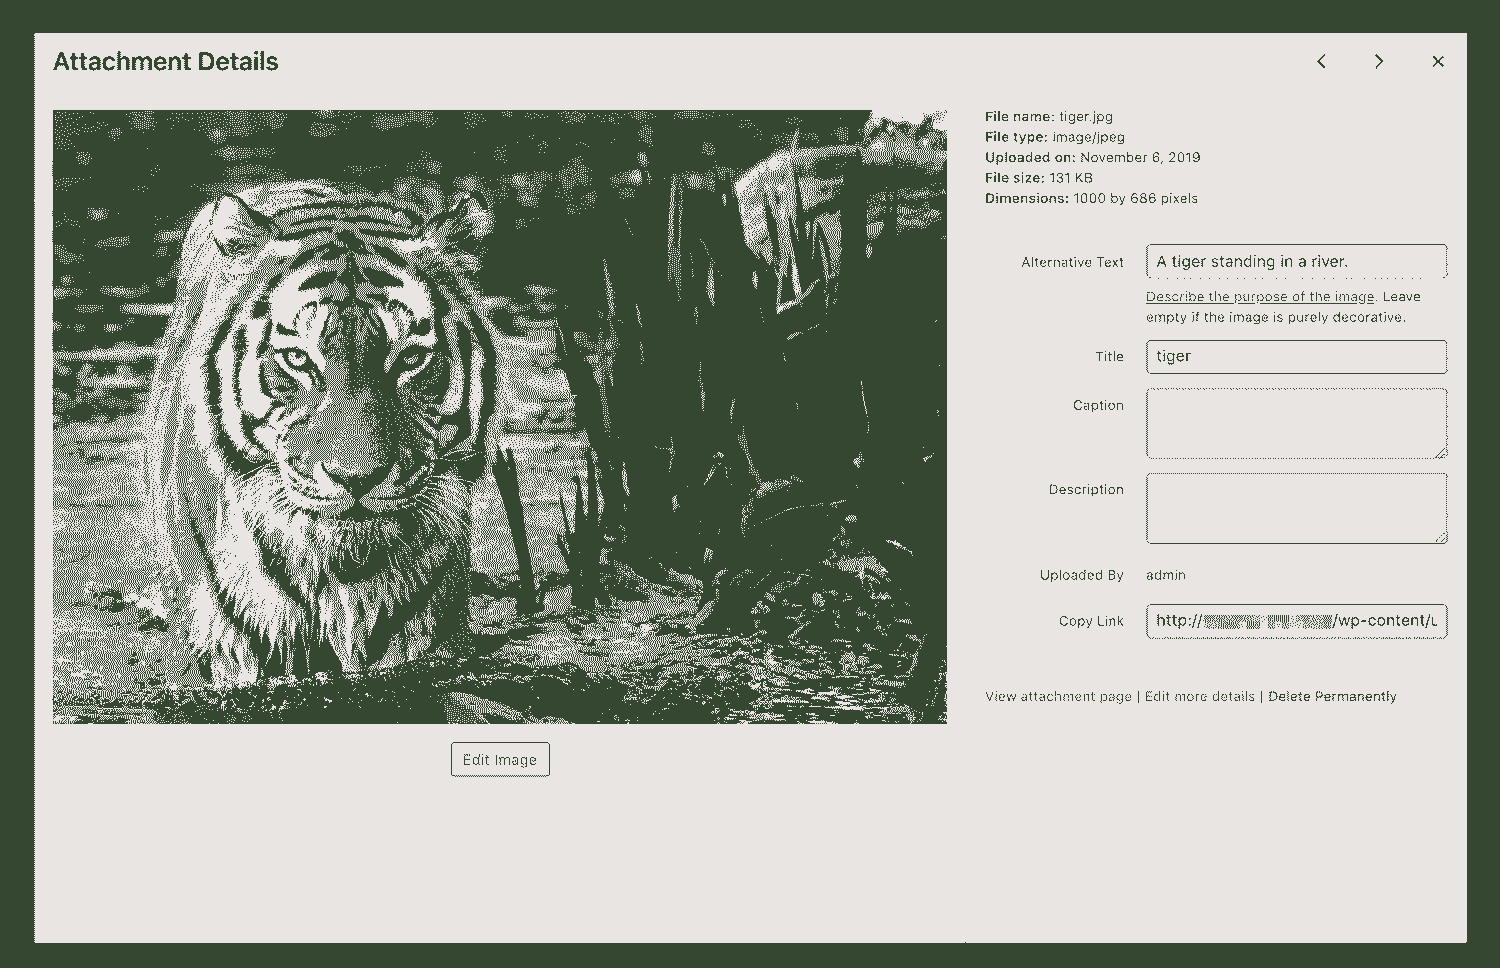 Attachment Details
File name: tiger.jpg
File type: image/jpeg
Uploaded on: November 6, 2019
File size: 131 KB
Dimensions: 1000 by 686 pixels
Alternative Text A tiger standing in a river.
Describe the purpose of the image. Leave
empty if the image is purely decorative.
Title tiger
Caption
Description
Uploaded By admin
Copy Link http:// /wp-content/u
View attachment page | Edit more details | Delete Permanently
Edit Image